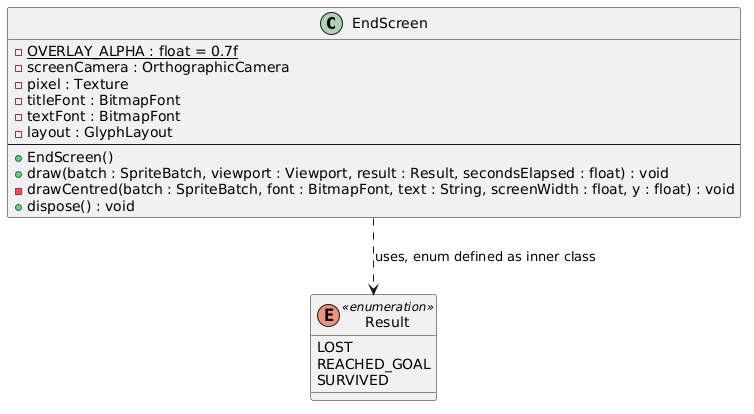 C EndScreen
OVERLAY_ALPHA : float = 0.7f
screenCamera : OrthographicCamera
pixel : Texture
titleFont : BitmapFont
textFont : BitmapFont
layout : GlyphLayout
EndScreen()
draw(batch : SpriteBatch, viewport : Viewport, result : Result, secondsElapsed : float) : void
drawCentred(batch : SpriteBatch, font : BitmapFont, text : String, screenWidth : float, y : float) : void
dispose() : void
uses, enum defined as inner class
E «enumeration»
Result
LOST
REACHED_GOAL
SURVIVED